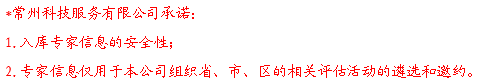 *常州科技服务有限公司承诺：
1.入库专家信息的安全性；
2.专家信息仅用于本公司组织省、市、区的相关评估活动的遴选和邀约。